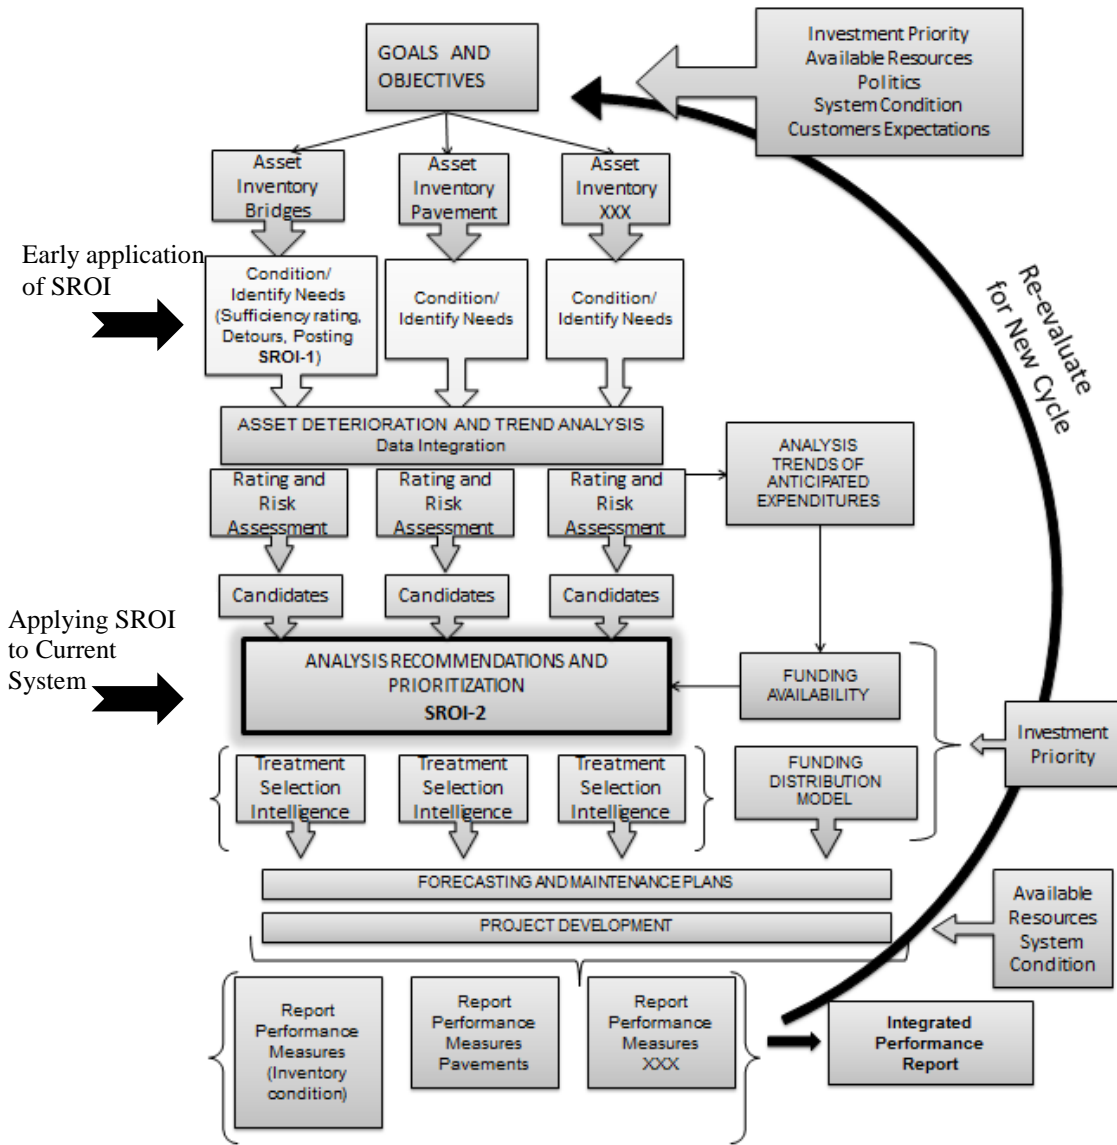 GOALS AND
OBJECTIVES
Investment Priority
Available Resources
Politics
System Condition
Customers Expectations
Asset
Inventory
Bridges
Asset
Inventory
Pavement
Asset
Inventory
XXX
Early application
of SROI
Condition/
Identify Needs
(Sufficiency rating,
Detours, Posting
SROI-1)
Condition/
Identify Needs
Condition/
Identify Needs
Re-evaluate
for New Cycle
ASSET DETERIORATION AND TREND ANALYSIS
Data Integration
ANALYSIS
TRENDS OF
ANTICIPATED
EXPENDITURES
Rating and
Risk
Assessment
Rating and
Risk
Assessment
Rating and
Risk
Assessment
Candidates
Candidates
Candidates
Applying SROI
to Current
System
ANALYSIS RECOMMENDATIONS AND
PRIORITIZATION
SROI-2
FUNDING
AVAILABILITY
Investment
Priority
Treatment
Selection
Intelligence
Treatment
Selection
Intelligence
Treatment
Selection
Intelligence
FUNDING
DISTRIBUTION
MODEL
FORECASTING AND MAINTENANCE PLANS
PROJECT DEVELOPMENT
Available
Resources
System
Condition
Report
Performance
Measures
(Inventory
condition)
Report
Performance
Measures
Pavements
Report
Performance
Measures
XXX
Integrated
Performance
Report